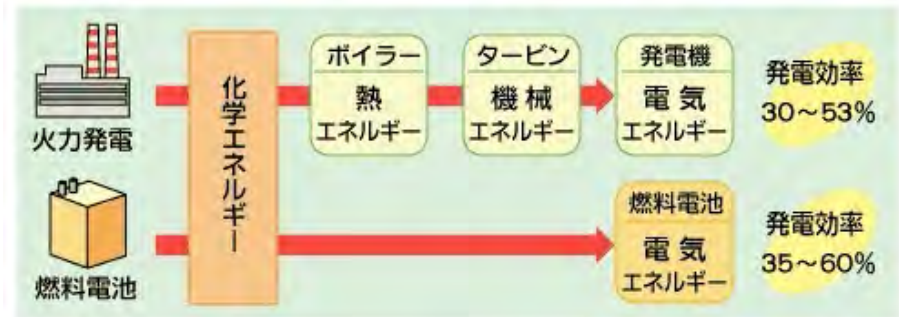 火力発電
化学エネルギー
ボイラー
熱
エネルギー
タービン
機械
エネルギー
発電機
電気
エネルギー
発電効率
30～53%
燃料電池
燃料電池
電気
エネルギー
発電効率
35～60%